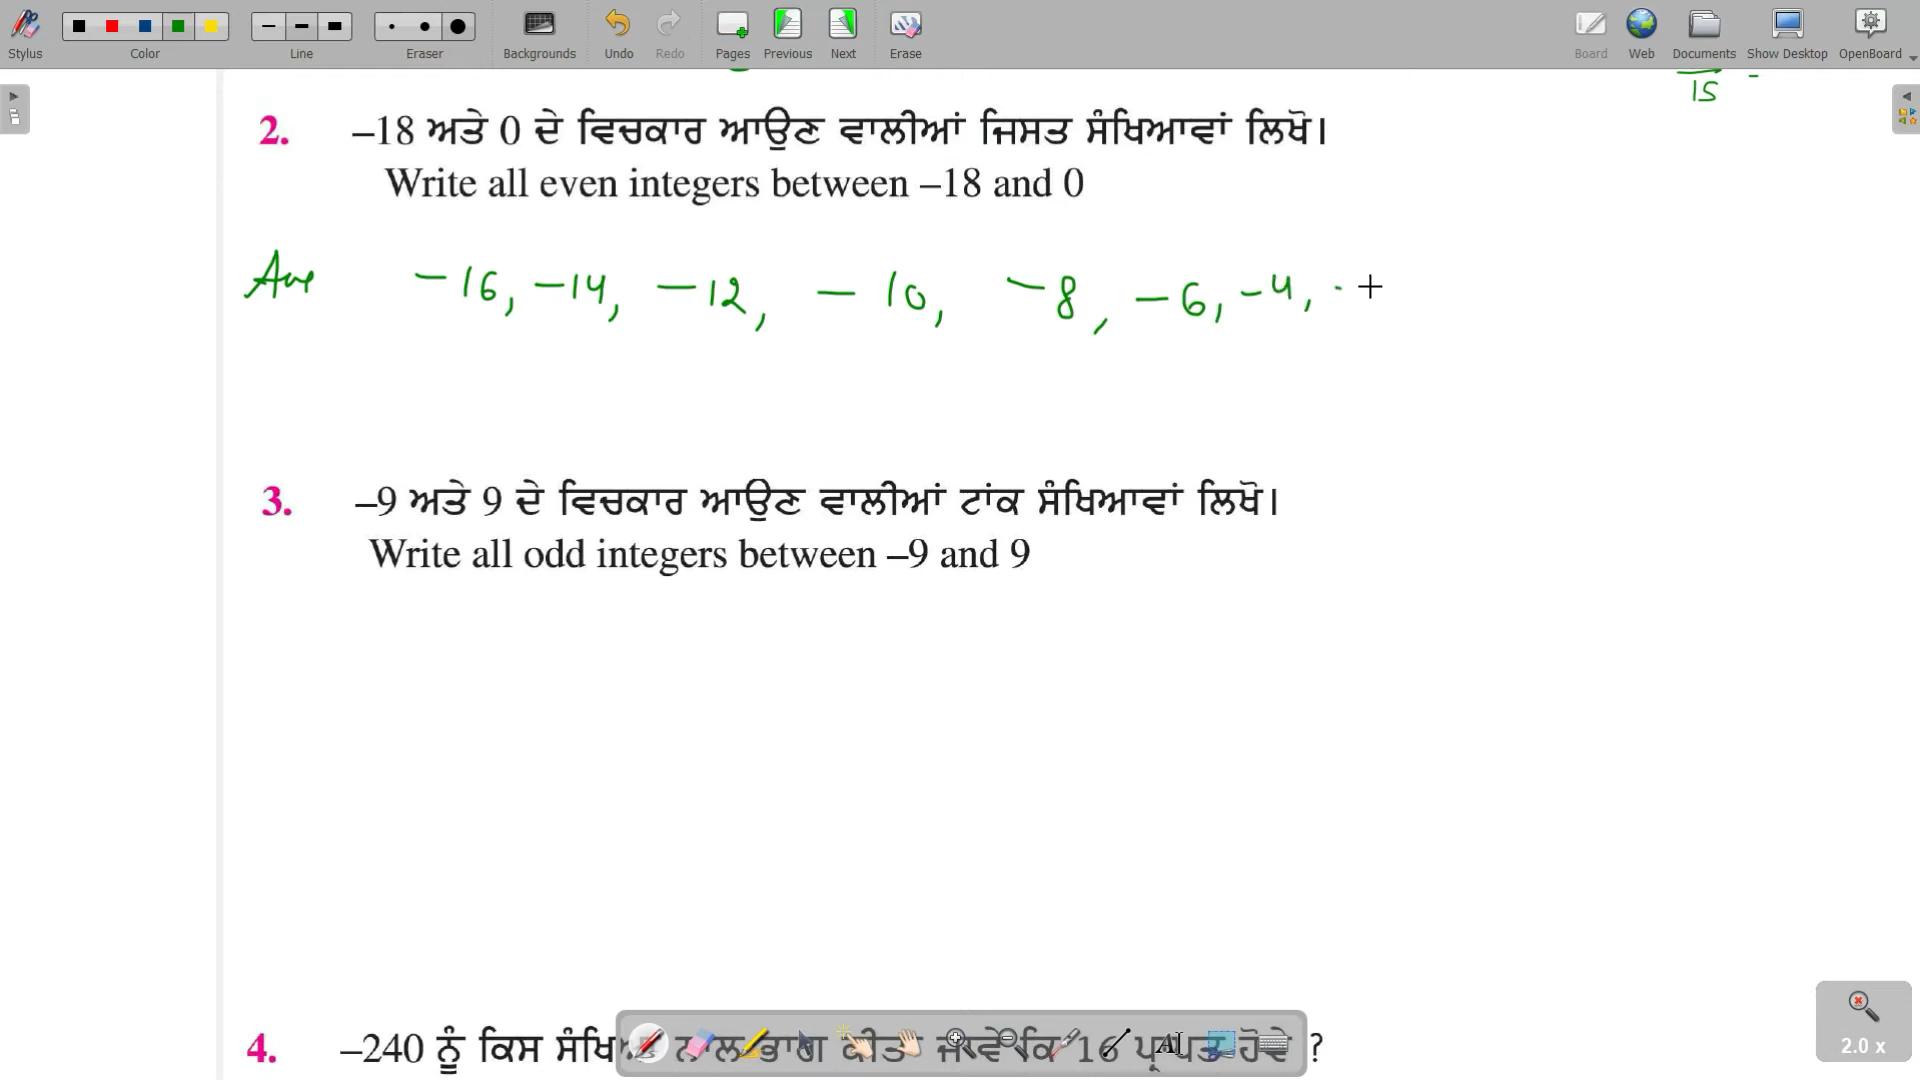 Stylus Color Line Eraser Backgrounds Undo Redo Pages Previous Next Erase Board Web Documents Show Desktop OpenBoard
15
2. –18 ਅਤੇ 0 ਦੇ ਵਿਚਕਾਰ ਆਉਣ ਵਾਲੀਆਂ ਜਿਸਤ ਸੰਖਿਆਵਾਂ ਲਿਖੋ।
Write all even integers between –18 and 0
Ans -16, -14, -12, -10, -8, -6, -4, -
3. –9 ਅਤੇ 9 ਦੇ ਵਿਚਕਾਰ ਆਉਣ ਵਾਲੀਆਂ ਟਾਂਕ ਸੰਖਿਆਵਾਂ ਲਿਖੋ।
Write all odd integers between –9 and 9
4. –240 ਨੂੰ ਕਿਸ ਨਾਲ ਭਾਗ ਜਾਵੇ ਕਿ 16 ਪ੍ਰਾਪਤ ਹੋਵੇ ?
2.0 x